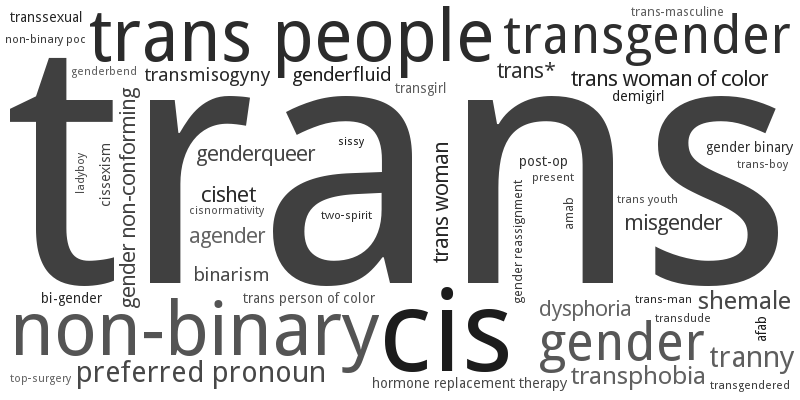 transsexual
trans people
transgender
trans-masculine
non-binary poc
genderbend
transmisogyny
genderfluid
transgirl
trans*
trans woman of color
demigirl
trans
ladyboy
cissexism
gender non-conforming
genderqueer
sissy
trans woman
post-op
present
gender binary
trans-boy
cishet
cisnormativity
two-spirit
amab
trans youth
misgender
agender
binarism
gender reassignment
bi-gender
trans person of color
non-binary
cis
dysphoria
trans-man
shemale
transdude
afab
gender
tranny
top-surgery
preferred pronoun
hormone replacement therapy
transphobia
transgendered